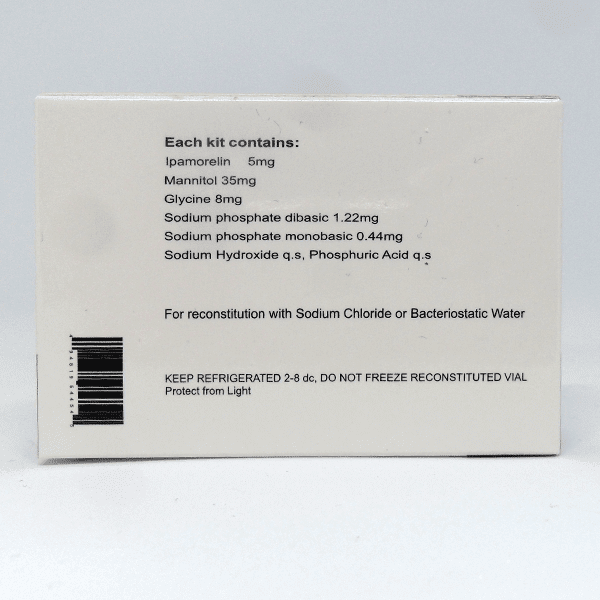 Each kit contains:
Ipamorelin 5mg
Mannitol 35mg
Glycine 8mg
Sodium phosphate dibasic 1.22mg
Sodium phosphate monobasic 0.44mg
Sodium Hydroxide q.s, Phosphuric Acid q.s
For reconstitution with Sodium Chloride or Bacteriostatic Water
KEEP REFRIGERATED 2-8 dc, DO NOT FREEZE RECONSTITUTED VIAL
Protect from Light